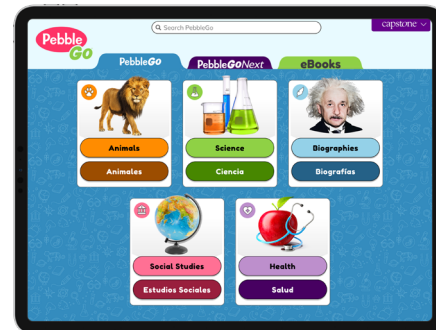 Search PebbleGo
capstone
Pebble
Go
PebbleGo
PebbleGoNext
eBooks
Animals
Animales
Science
Ciencia
Biographies
Biografías
Social Studies
Estudios Sociales
Health
Salud